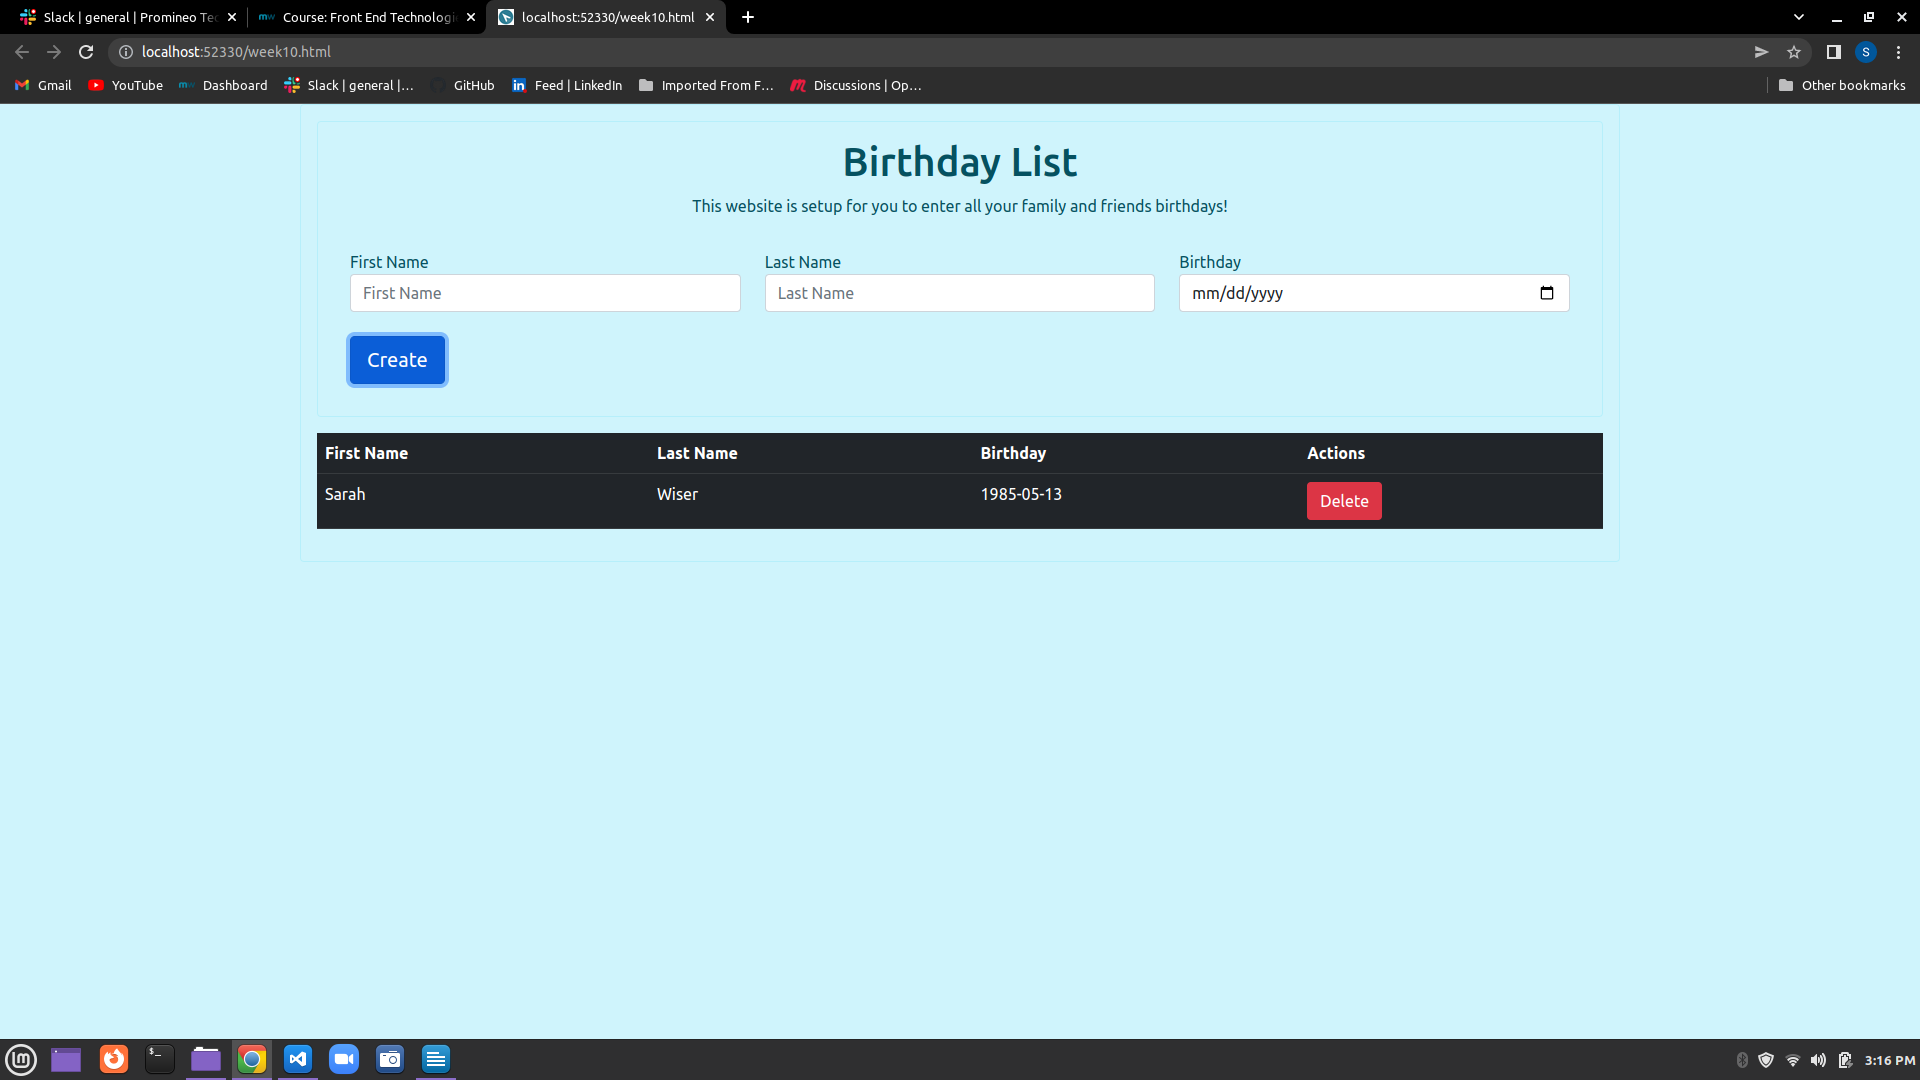 Slack | general | Promineo Tec
Course: Front End Technologi
localhost:52330/week10.html
localhost:52330/week10.html
S
Gmail
YouTube
Dashboard
Slack | general |...
GitHub
Feed | LinkedIn
Imported From F...
Discussions | Op...
Other bookmarks
Birthday List
This website is setup for you to enter all your family and friends birthdays!
First Name Last Name Birthday
First Name Last Name mm/dd/yyyy
Create
First Name Last Name Birthday Actions
Sarah Wiser 1985-05-13 Delete
3:16 PM